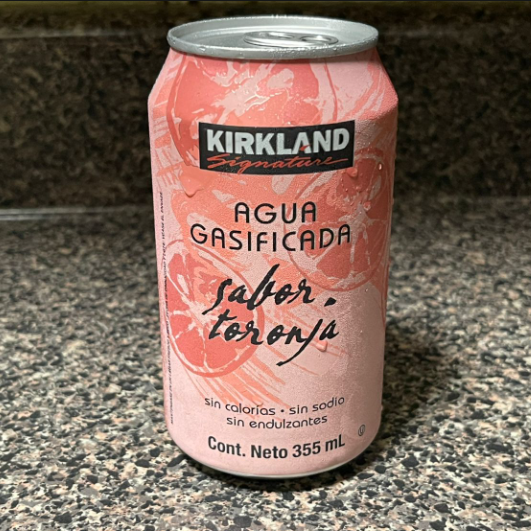 KIRKLAND
Signature
AGUA
GASIFICADA
sabor
toronja
sin calorías • sin sodio
sin endulzantes
Cont. Neto 355 mL